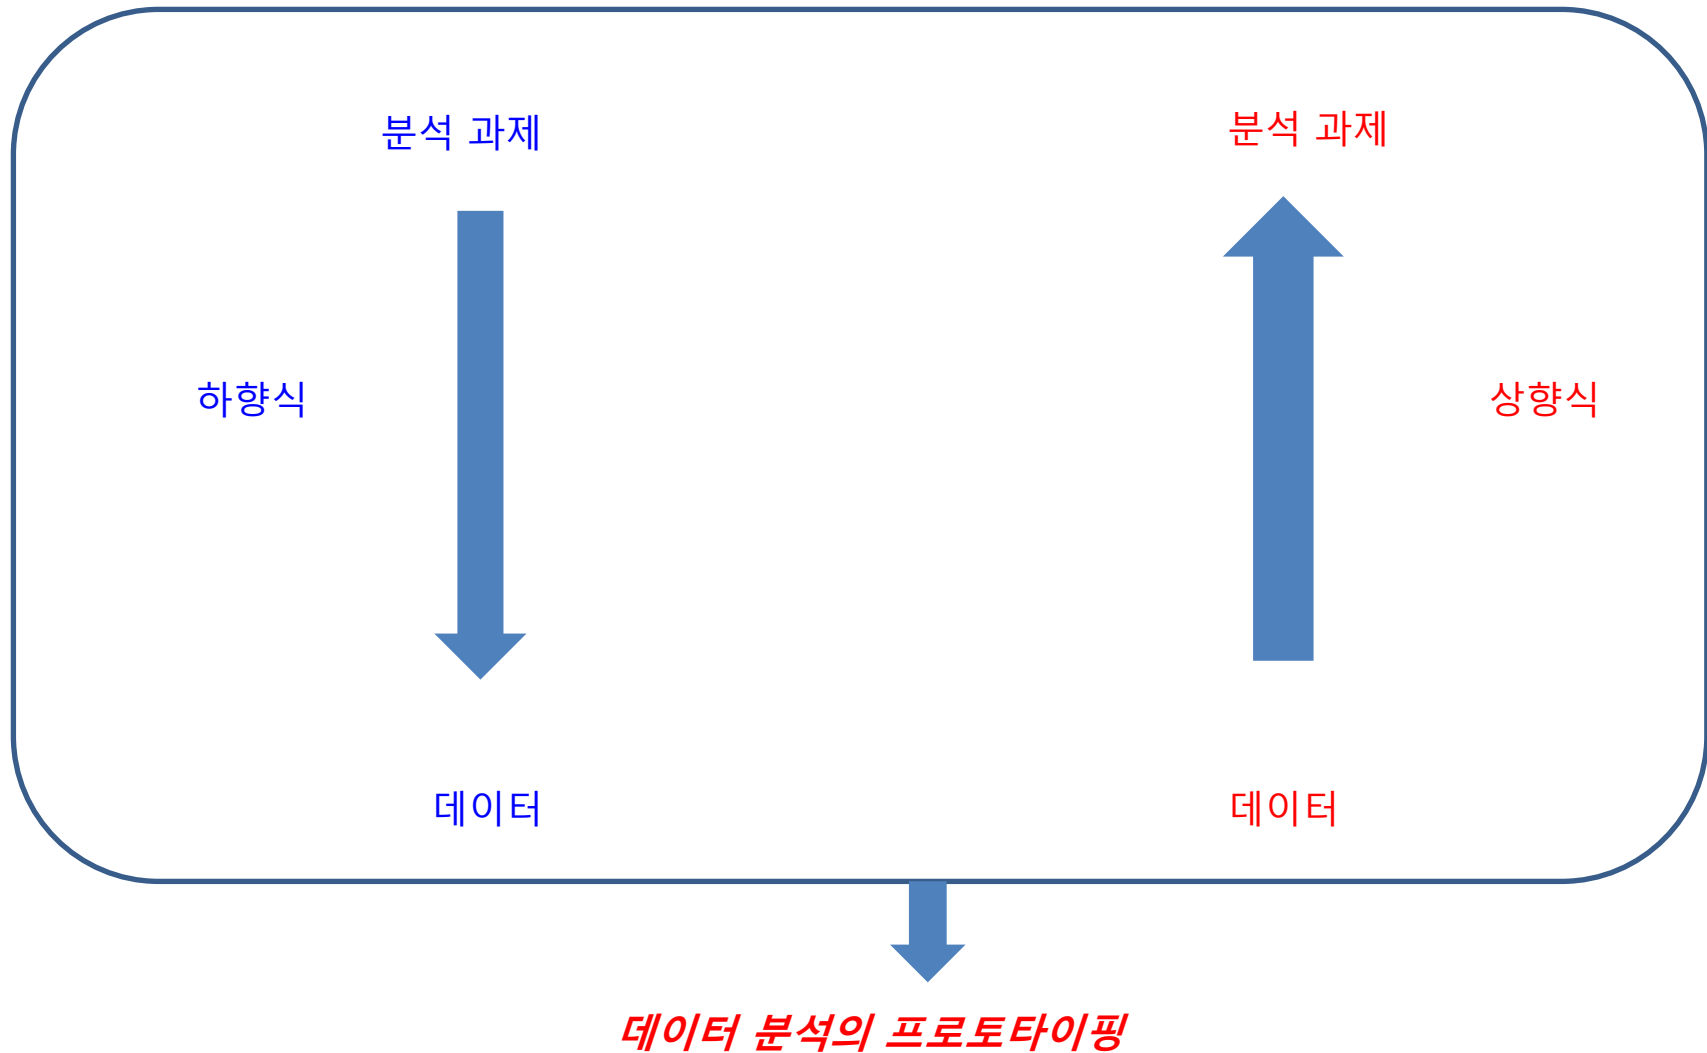 분석 과제
분석 과제
하향식
상향식
데이터
데이터
데이터 분석의 프로토타이핑